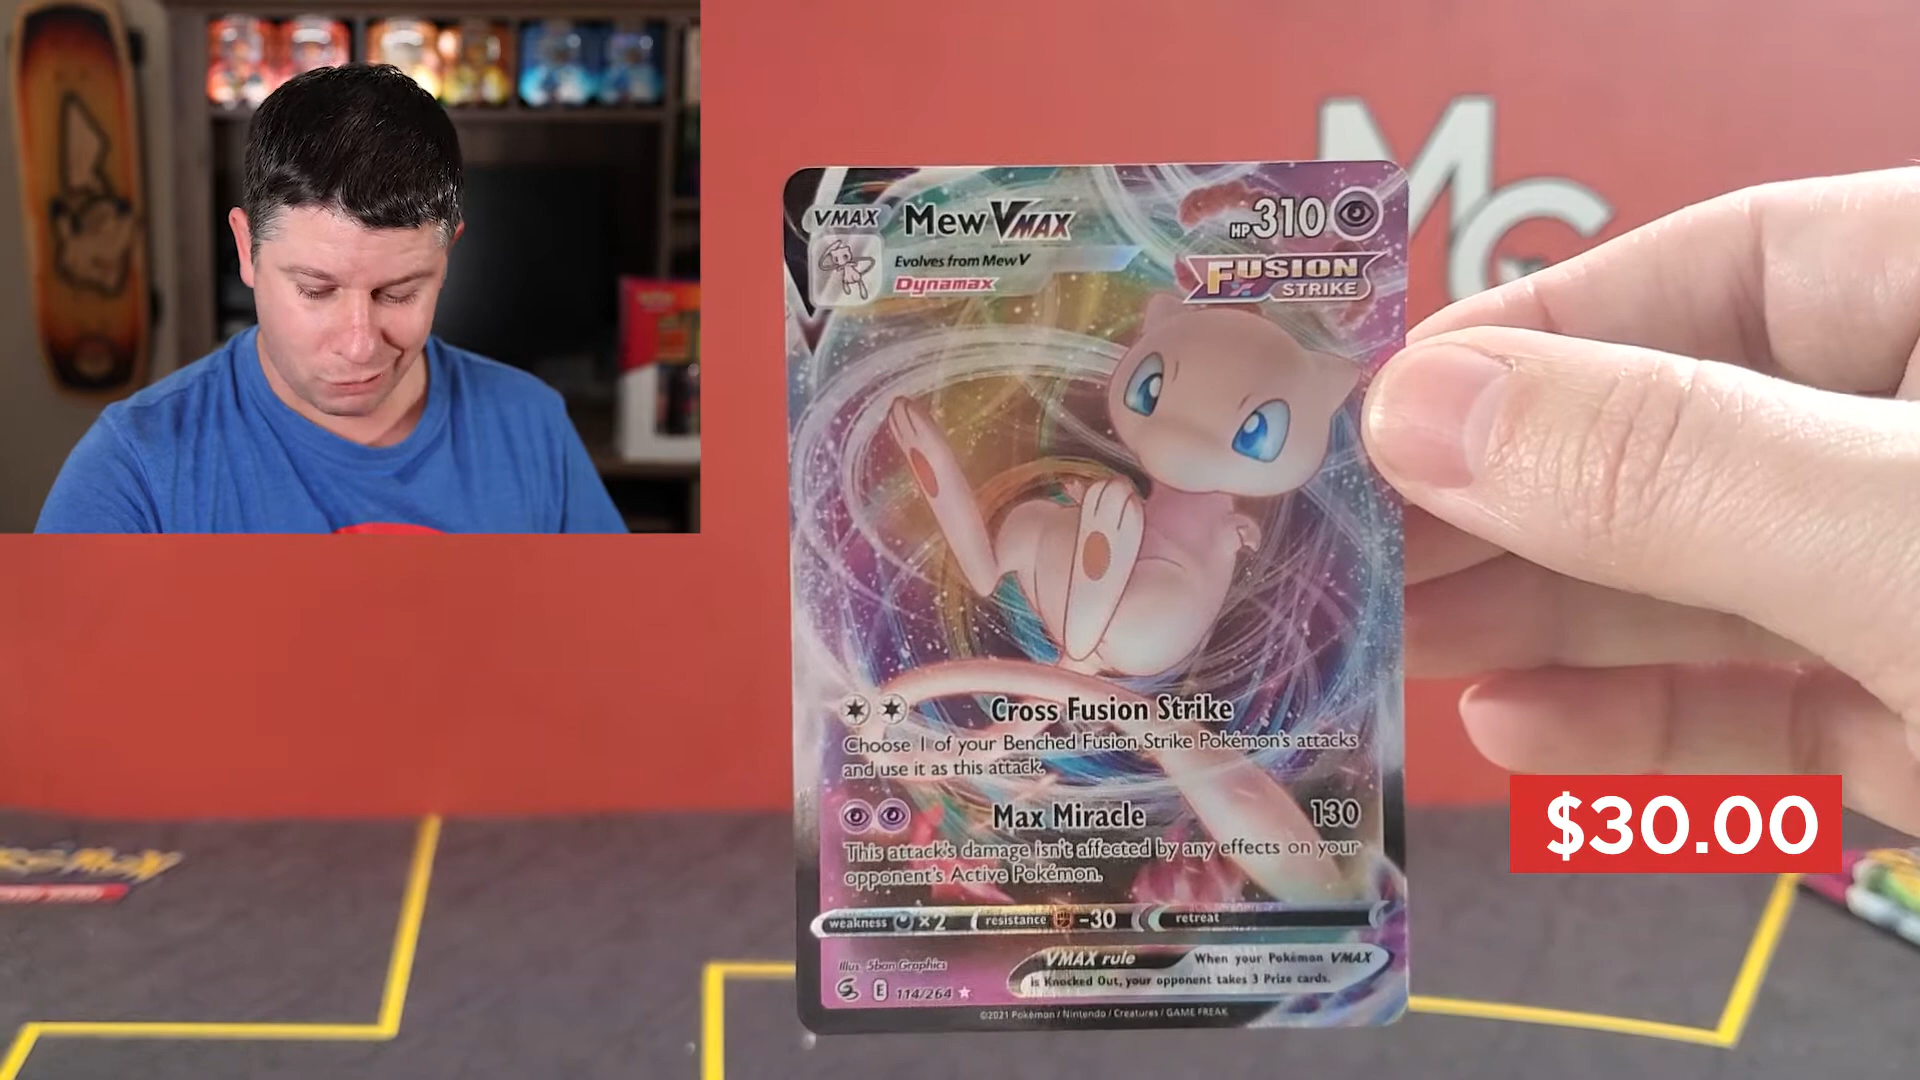 MG
VMAX
Mew VMAX
HP 310
Evolves from Mew V
Dynamax
FUSION
STRIKE
Cross Fusion Strike
Choose 1 of your Benched Fusion Strike Pokémon's attacks
and use it as this attack.
Max Miracle 130
This attack's damage isn't affected by any effects on your
opponent's Active Pokémon.
weakness ×2 resistance -30 retreat
VMAX rule When your Pokémon VMAX
is Knocked Out, your opponent takes 3 Prize cards.
Illus. 5ban Graphics
E 114/264
©2021 Pokémon / Nintendo / Creatures / GAME FREAK
$30.00